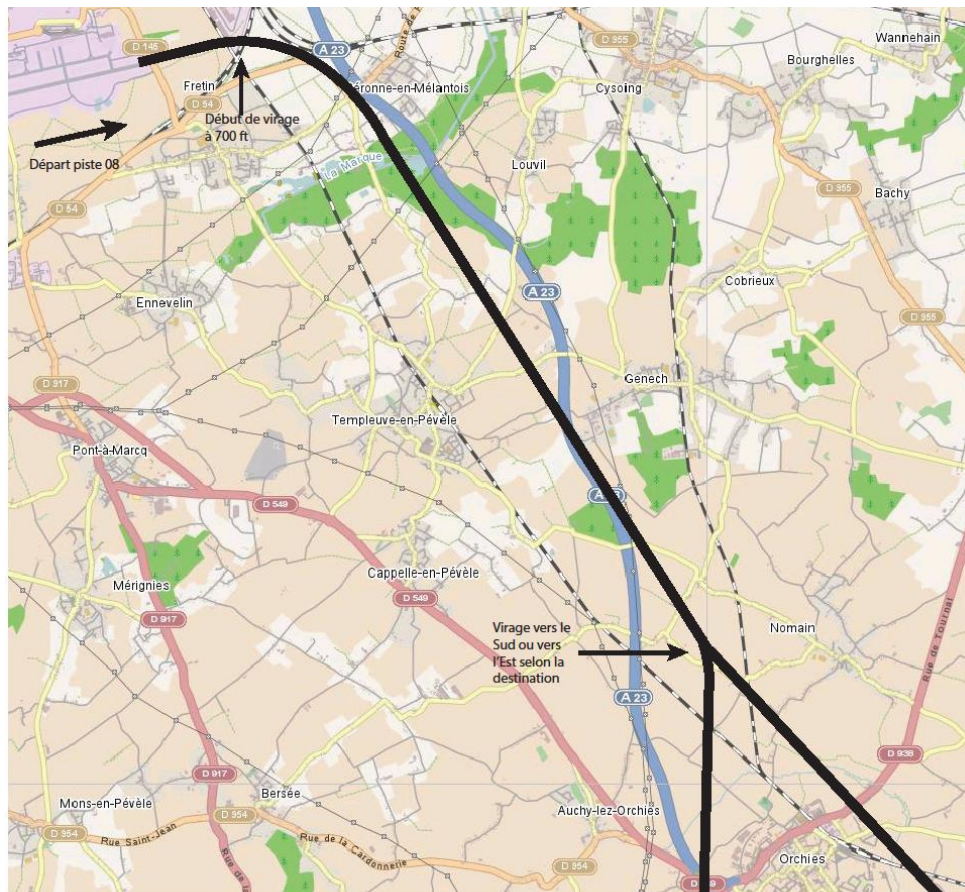 Wannehain
D 955
Bourghelles
D 145
A 23
Fretin
Cysoing
éronne-en-Mélantois
D 54
Début de virage
à 700 ft
Départ piste 08
La Marque
Louvil
D 955
Bachy
D 54
Ennevelin
A 23
Cobrieux
D 955
D 917
Genech
Templeuve-en-Pévèle
Pont-à-Marcq
D 549
Cappelle-en-Pévèle
Mérignies
D 549
D 917
Virage vers le
Sud ou vers
l'Est selon la
destination
Nomain
Rue de Tournai
A 23
D 938
D 917
Bersée
Mons-en-Pévèle
Auchy-lez-Orchies
D 954
Rue Saint-Jean
Rue de la Cardonnerie
D 954
Orchies